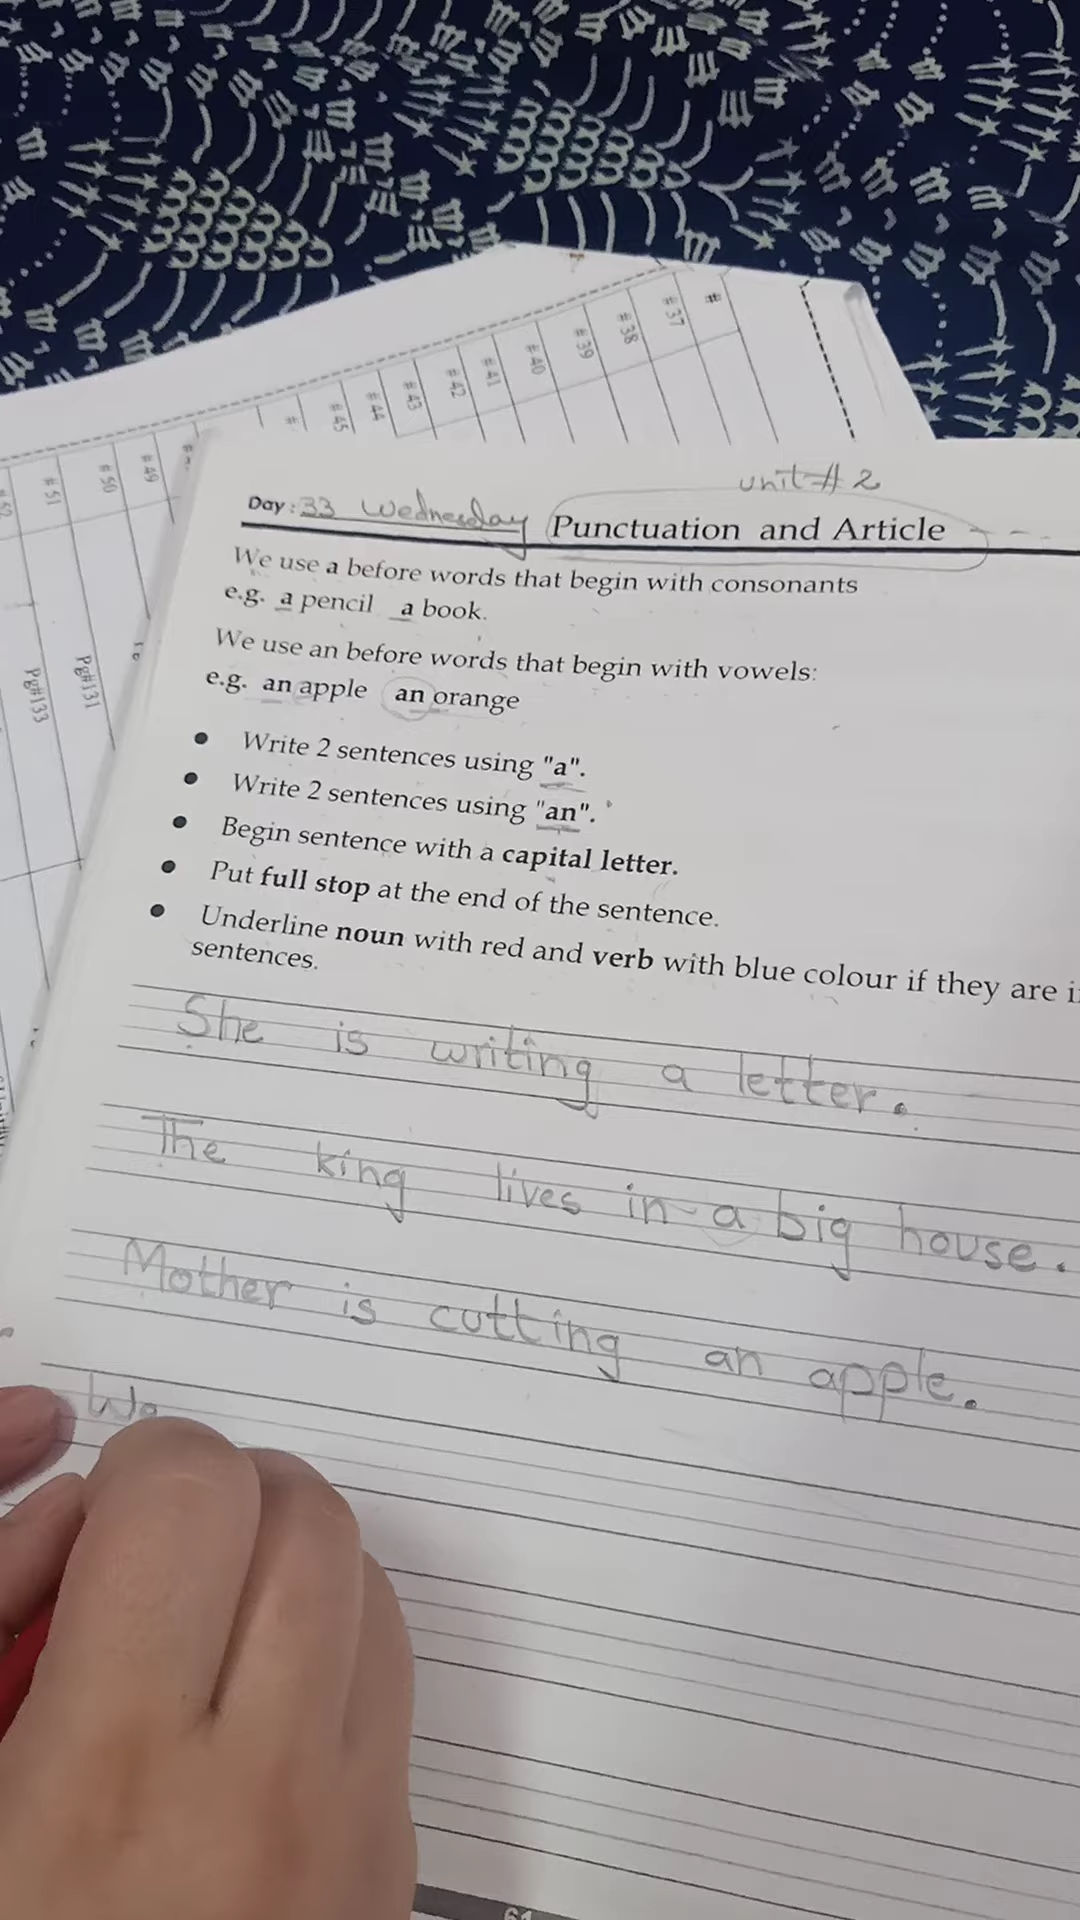 #
#37
#38
#39
#40
#41
#42
#43
#44
#45
#
#49
#50
#51
#52
Pg#131
Pg#133
unit # 2
Day: 33 Wednesday Punctuation and Article
We use a before words that begin with consonants
e.g. a pencil a book.
We use an before words that begin with vowels:
e.g. an apple an orange
• Write 2 sentences using "a".
• Write 2 sentences using "an".
• Begin sentence with a capital letter.
• Put full stop at the end of the sentence.
• Underline noun with red and verb with blue colour if they are i
sentences.
She is writing a letter.
The king lives in a big house.
Mother is cutting an apple.
We